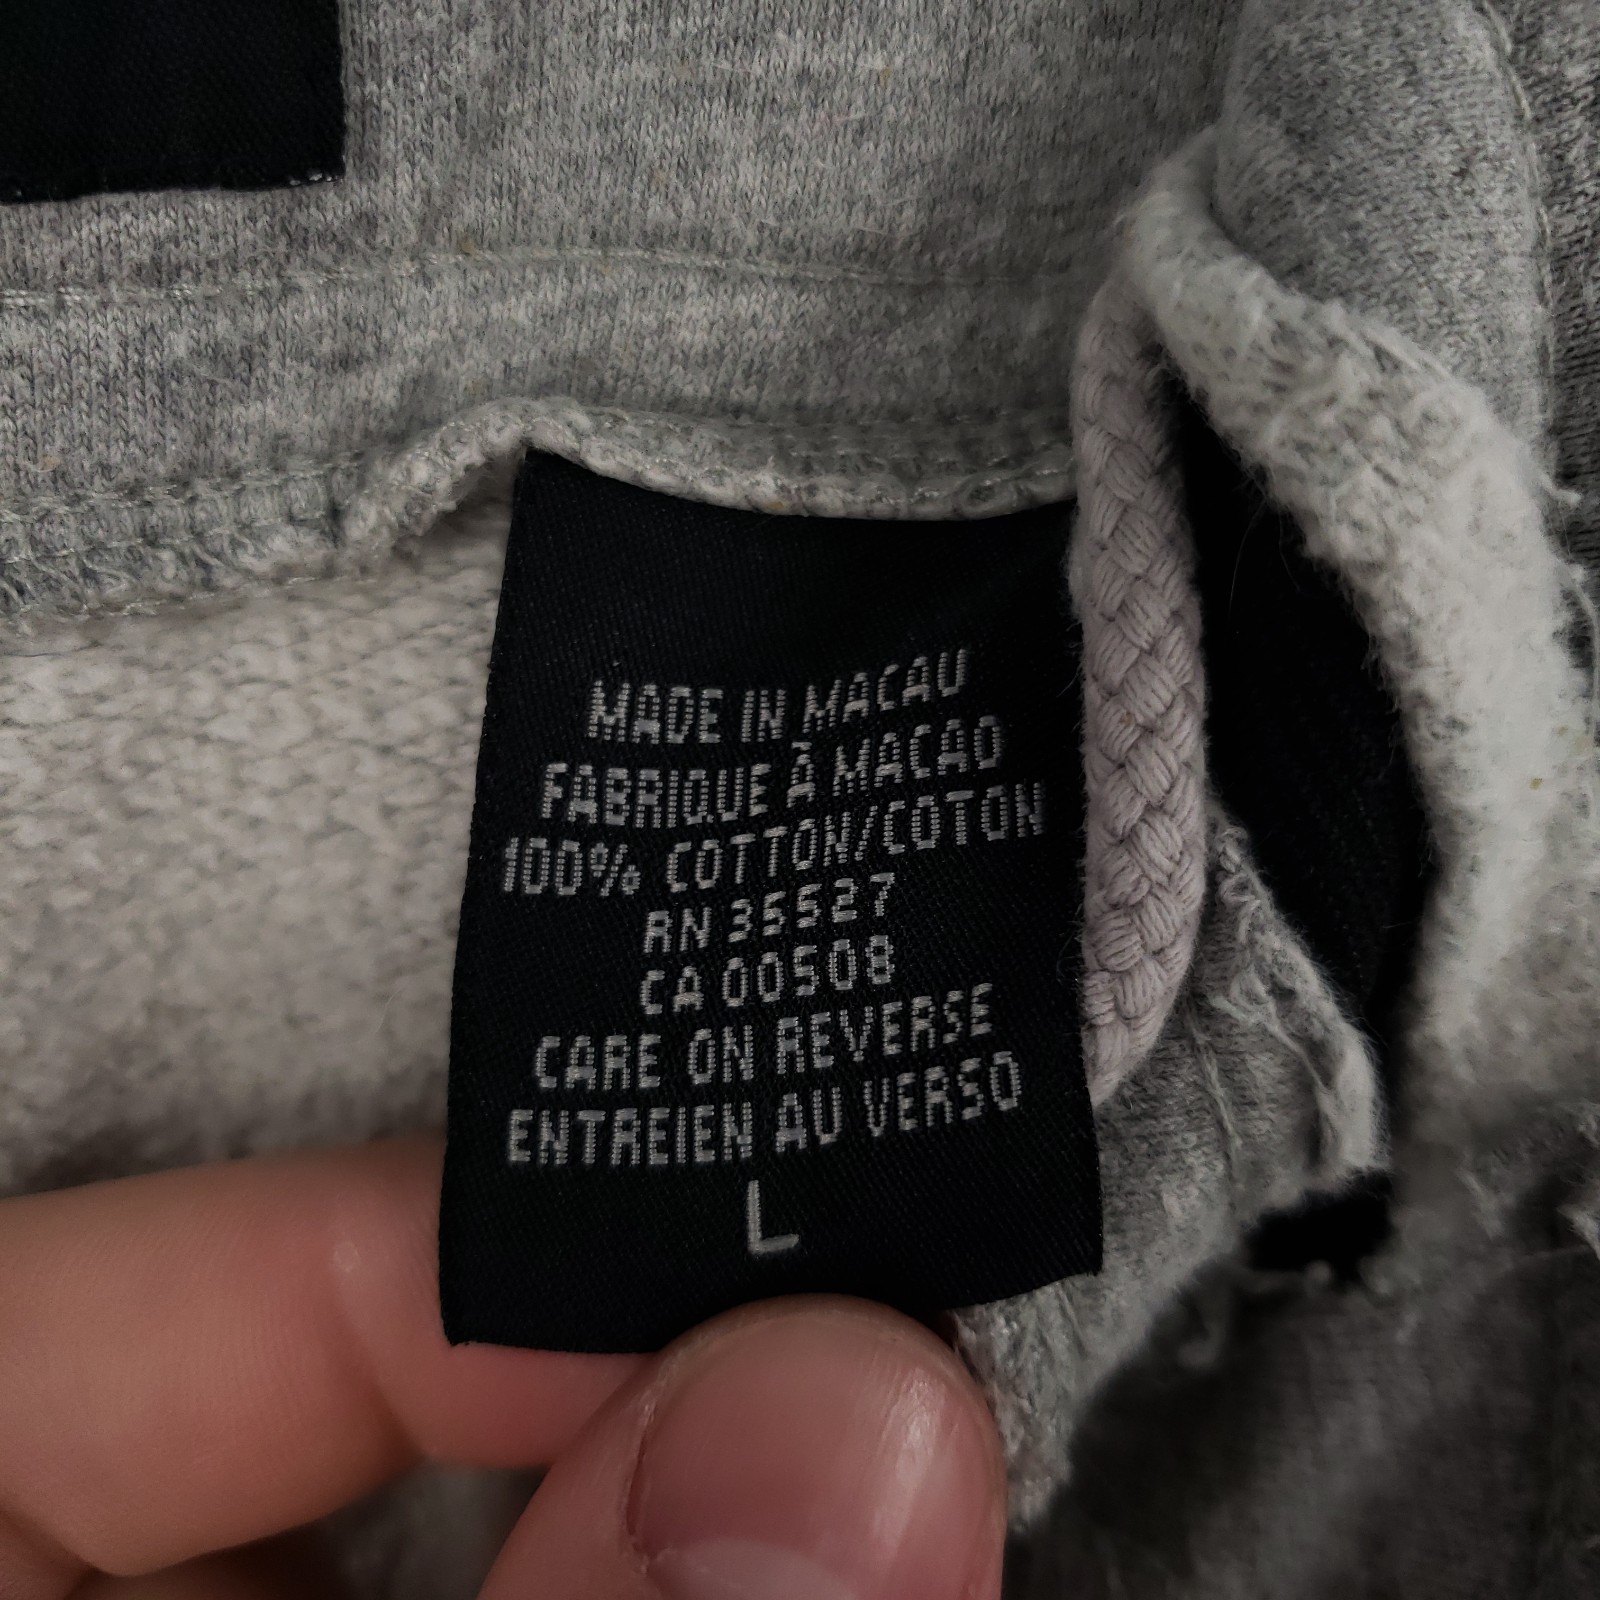 MADE IN MACAU
FABRIQUE À MACAO
100% COTTON/COTON
RN 35527
CA 00508
CARE ON REVERSE
ENTREIEN AU VERSO
L